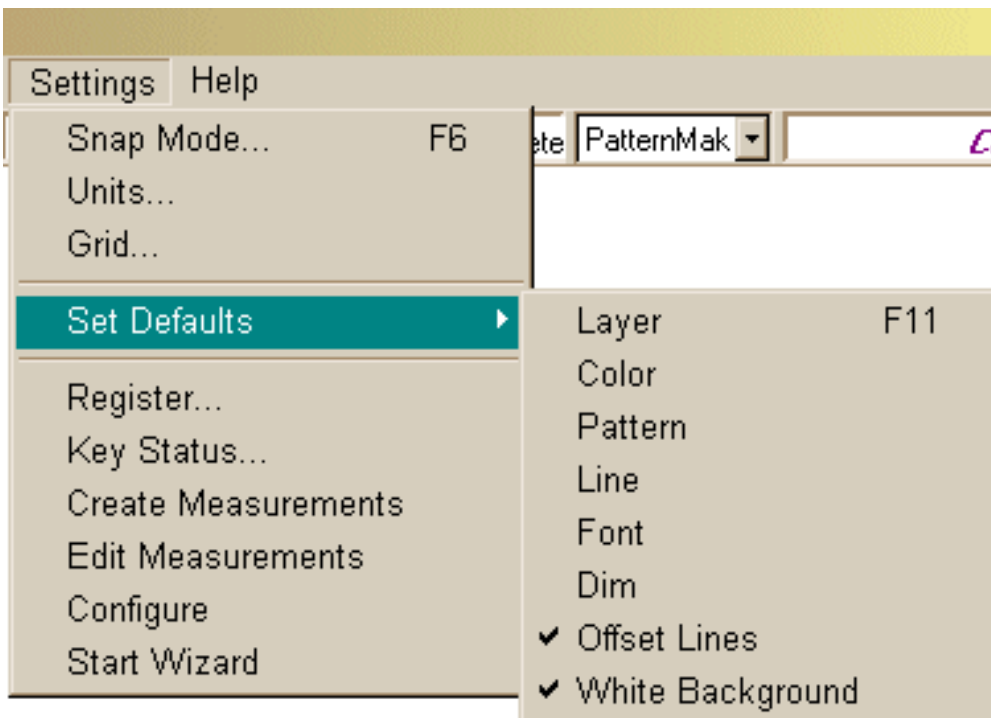 Settings Help
Snap Mode... F6
PatternMak
Units...
Grid...
Set Defaults
Layer F11
Color
Pattern
Line
Font
Dim
Offset Lines
White Background
Register...
Key Status...
Create Measurements
Edit Measurements
Configure
Start Wizard